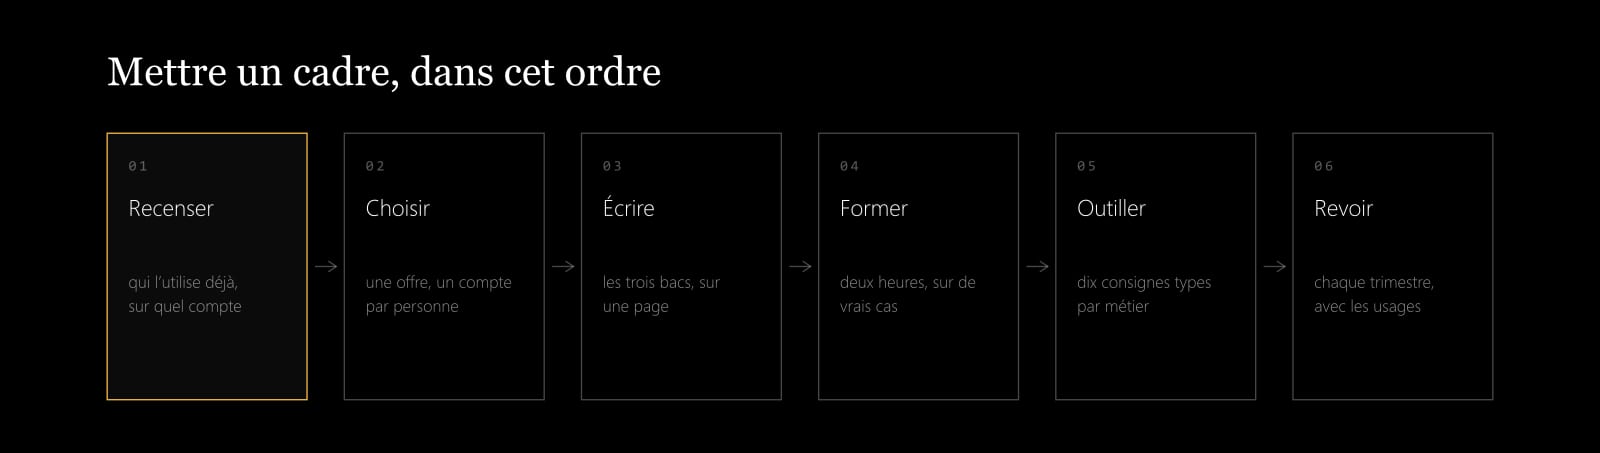 Mettre un cadre, dans cet ordre
01
Recenser
qui l’utilise déjà,
sur quel compte
02
Choisir
une offre, un compte
par personne
03
Écrire
les trois bacs, sur
une page
04
Former
deux heures, sur de
vrais cas
05
Outiller
dix consignes types
par métier
06
Revoir
chaque trimestre,
avec les usages